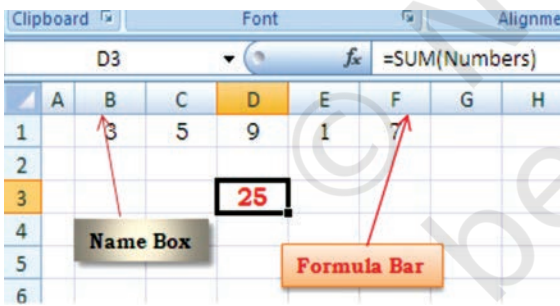 Clipboard Font Alignme
D3 fx =SUM(Numbers)
A B C D E F G H
1 3 5 9 1 7
2
3 25
4
Name Box
5 Formula Bar
6
©
be